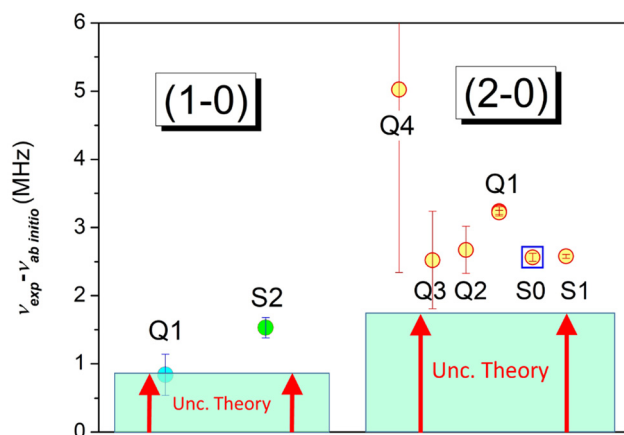 6
5
4
3
2
1
0
ν_exp - ν_ab initio (MHz)
(1-0)
(2-0)
Q4
Q1
Q3 Q2 S0 S1
S2
Q1
Unc. Theory
Unc. Theory